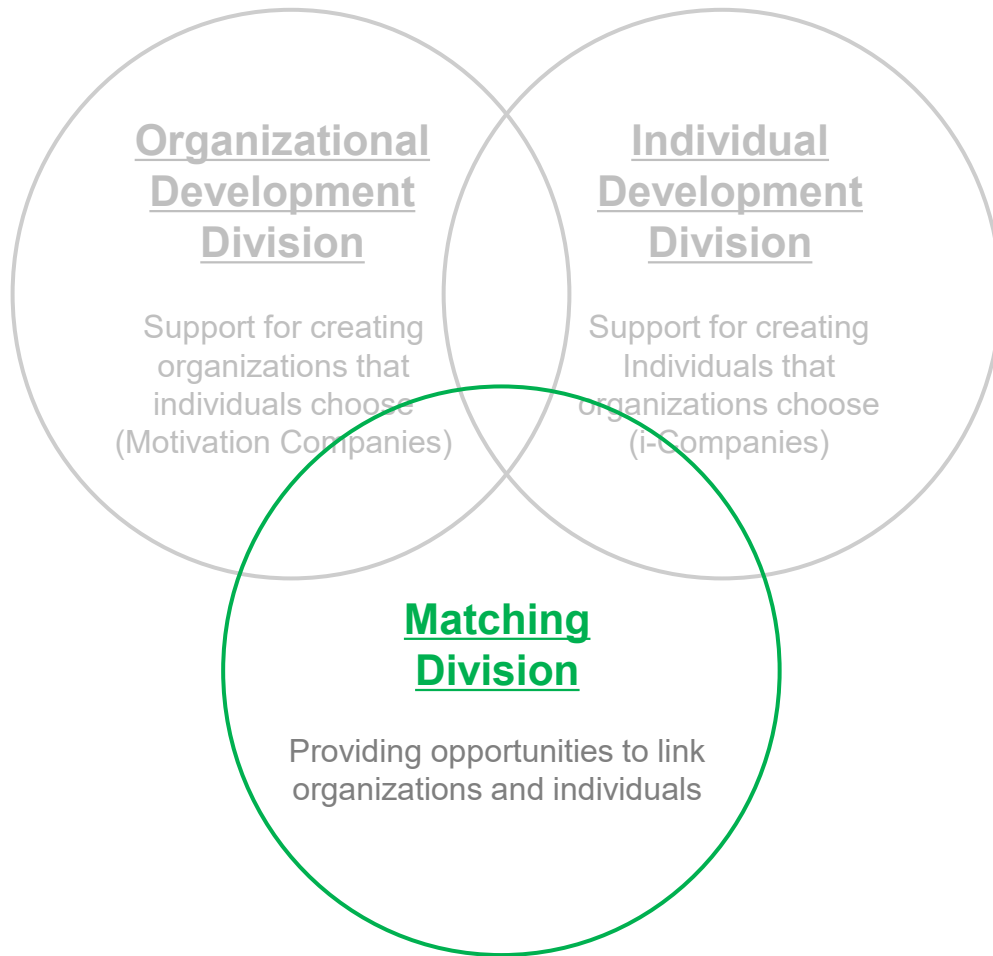 Organizational
Development
Division
Support for creating
organizations that
individuals choose
(Motivation Companies)
Individual
Development
Division
Support for creating
Individuals that
organizations choose
(i-Companies)
Matching
Division
Providing opportunities to link
organizations and individuals